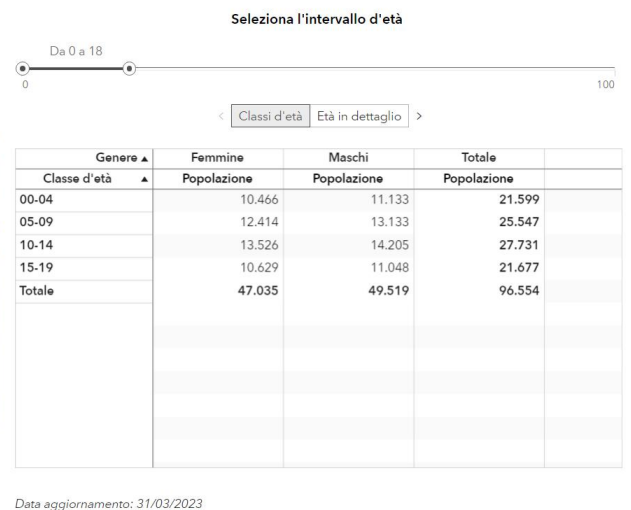 Seleziona l'intervallo d'età
Da 0 a 18
0 100
< Classi d'età Età in dettaglio >
Genere ▲ Femmine Maschi Totale
Classe d'età ▲ Popolazione Popolazione Popolazione
00-04 10.466 11.133 21.599
05-09 12.414 13.133 25.547
10-14 13.526 14.205 27.731
15-19 10.629 11.048 21.677
Totale 47.035 49.519 96.554
Data aggiornamento: 31/03/2023